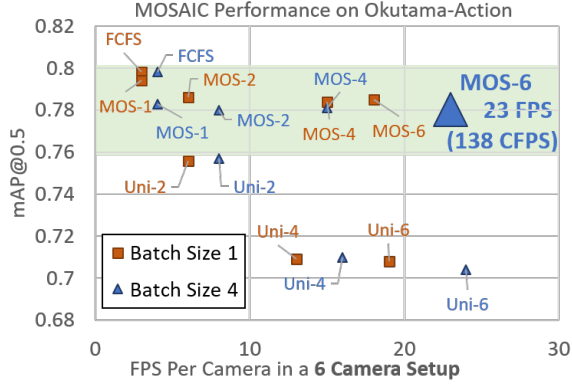 MOSAIC Performance on Okutama-Action
mAP@0.5
0.82
0.8
0.78
0.76
0.74
0.72
0.7
0.68
FCFS
FCFS
MOS-2
MOS-4
MOS-6
23 FPS
(138 CFPS)
MOS-1
MOS-1
MOS-2
MOS-4
MOS-6
Uni-2
Uni-2
Uni-4
Uni-6
Uni-4
Uni-6
Batch Size 1
Batch Size 4
0
10
20
30
FPS Per Camera in a 6 Camera Setup